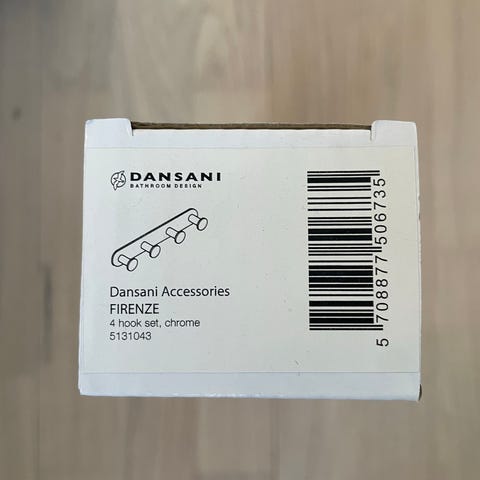 DANSANI
BATHROOM DESIGN
Dansani Accessories
FIRENZE
4 hook set, chrome
5131043
5 708877 506735